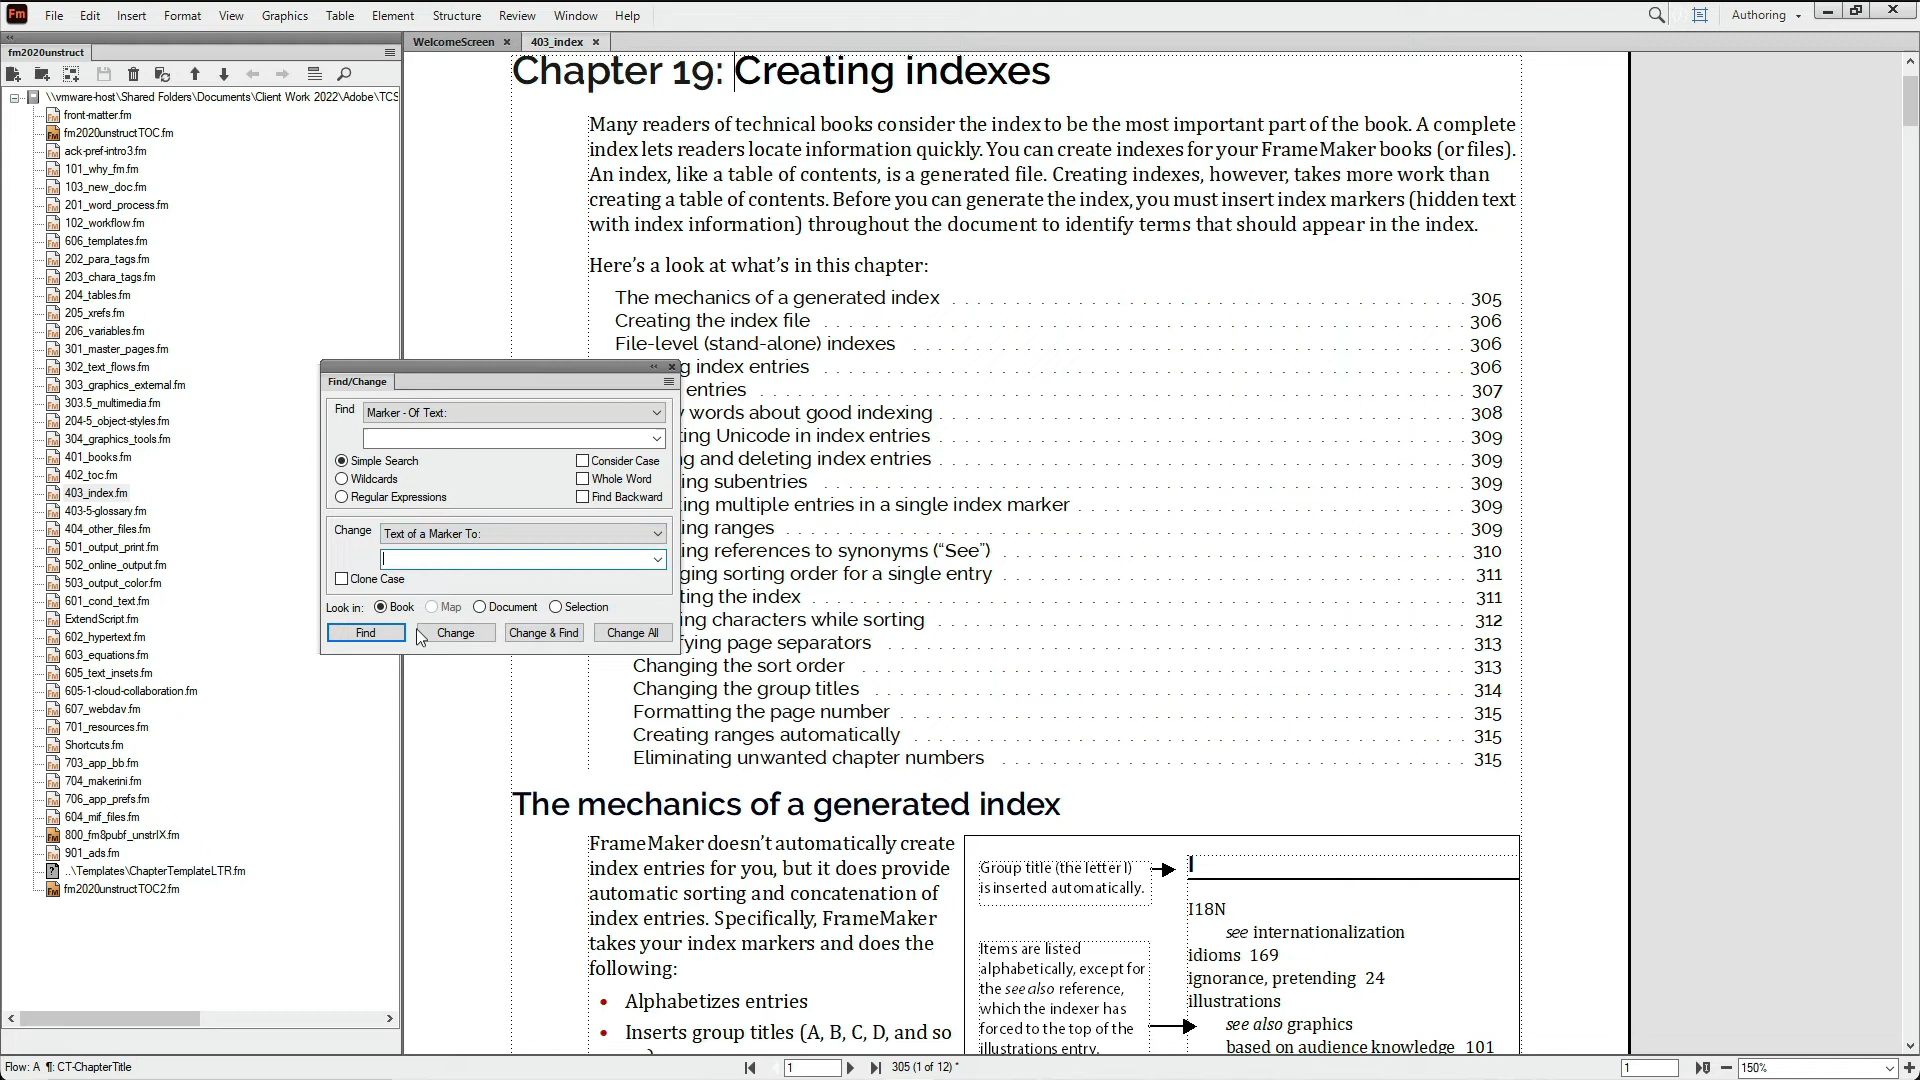 Fm File Edit Insert Format View Graphics Table Element Structure Review Window Help Authoring
fm2020unstruct
\\vmware-host\Shared Folders\Documents\Client Work 2022\Adobe\TCS
front-matter.fm
fm2020unstructTOC.fm
ack-pref-intro3.fm
101_why_fm.fm
103_new_doc.fm
201_word_process.fm
102_workflow.fm
606_templates.fm
202_para_tags.fm
203_chara_tags.fm
204_tables.fm
205_xrefs.fm
206_variables.fm
301_master_pages.fm
302_text_flows.fm
303_graphics_external.fm
303.5_multimedia.fm
204-5_object-styles.fm
304_graphics_tools.fm
401_books.fm
402_toc.fm
403_index.fm
403-5-glossary.fm
404_other_files.fm
501_output_print.fm
502_online_output.fm
503_output_color.fm
601_cond_text.fm
ExtendScript.fm
602_hypertext.fm
603_equations.fm
605_text_insets.fm
605-1-cloud-collaboration.fm
607_webdav.fm
701_resources.fm
Shortcuts.fm
703_app_bb.fm
704_makerini.fm
706_app_prefs.fm
604_mif_files.fm
800_fm8pubf_unstrIX.fm
901_ads.fm
..\Templates\ChapterTemplateLTR.fm
fm2020unstructTOC2.fm
Find/Change
Find Marker - Of Text:
Simple Search Consider Case
Wildcards Whole Word
Regular Expressions Find Backward
Change Text of a Marker To:
Clone Case
Look in: Book Map Document Selection
Find Change Change & Find Change All
WelcomeScreen 403_index
Chapter 19: Creating indexes
Many readers of technical books consider the index to be the most important part of the book. A complete
index lets readers locate information quickly. You can create indexes for your FrameMaker books (or files).
An index, like a table of contents, is a generated file. Creating indexes, however, takes more work than
creating a table of contents. Before you can generate the index, you must insert index markers (hidden text
with index information) throughout the document to identify terms that should appear in the index.
Here’s a look at what’s in this chapter:
The mechanics of a generated index 305
Creating the index file 306
File-level (stand-alone) indexes 306
g index entries 306
entries 307
words about good indexing 308
ting Unicode in index entries 309
g and deleting index entries 309
ing subentries 309
ing multiple entries in a single index marker 309
ing ranges 309
ing references to synonyms (“See”) 310
ging sorting order for a single entry 311
ting the index 311
ing characters while sorting 312
fying page separators 313
Changing the sort order 313
Changing the group titles 314
Formatting the page number 315
Creating ranges automatically 315
Eliminating unwanted chapter numbers 315
The mechanics of a generated index
FrameMaker doesn’t automatically create
index entries for you, but it does provide
automatic sorting and concatenation of
index entries. Specifically, FrameMaker
takes your index markers and does the
following:
• Alphabetizes entries
• Inserts group titles (A, B, C, D, and so
Group title (the letter I)
is inserted automatically.
Items are listed
alphabetically, except for
the see also reference,
which the indexer has
forced to the top of the
illustrations entry.
I
I18N
see internationalization
idioms 169
ignorance, pretending 24
illustrations
see also graphics
based on audience knowledge 101
Flow: A ¶: CT-ChapterTitle 1 305 (1 of 12) * 1 150%